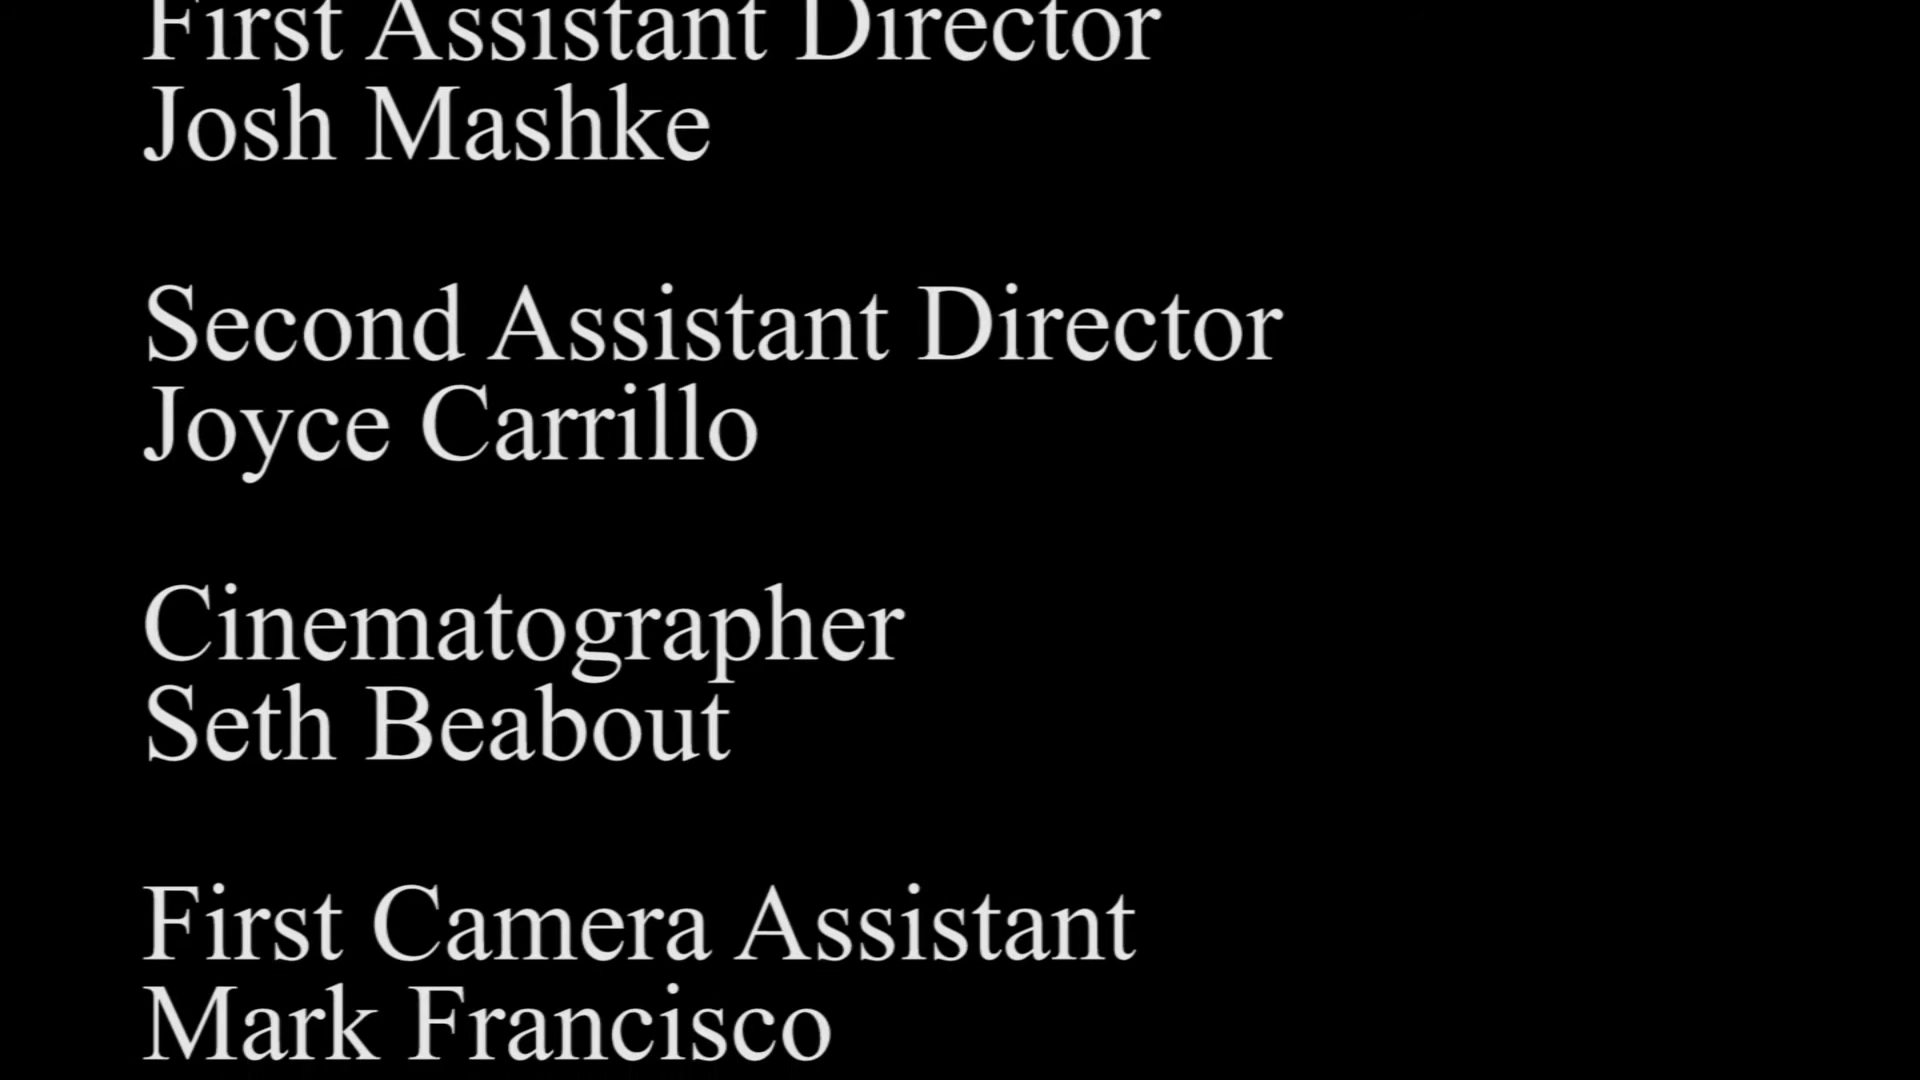 First Assistant Director
Josh Mashke
Second Assistant Director
Joyce Carrillo
Cinematographer
Seth Beabout
First Camera Assistant
Mark Francisco